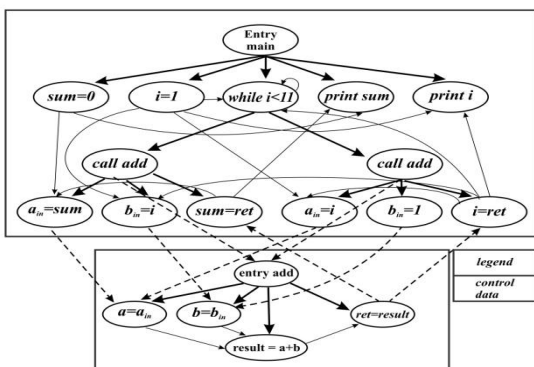 Entry
main
sum=0
i=1
while i<11
print sum
print i
call add
call add
a_in=sum
b_in=i
sum=ret
a_in=i
b_in=1
i=ret
entry add
legend
control
data
a=a_in
b=b_in
ret=result
result = a+b